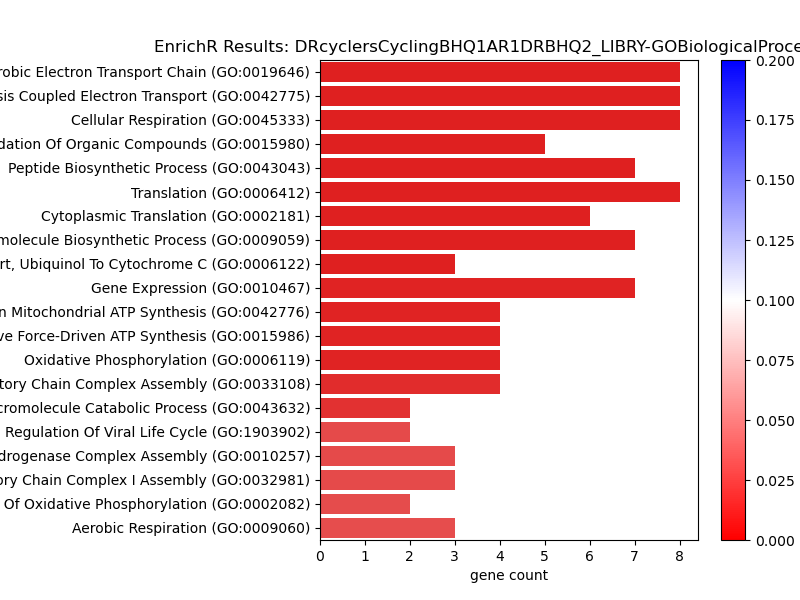 EnrichR Results: DRcyclersCyclingBHQ1AR1DRBHQ2_LIBRY-GOBiologicalProce
robic Electron Transport Chain (GO:0019646)
sis Coupled Electron Transport (GO:0042775)
Cellular Respiration (GO:0045333)
dation Of Organic Compounds (GO:0015980)
Peptide Biosynthetic Process (GO:0043043)
Translation (GO:0006412)
Cytoplasmic Translation (GO:0002181)
molecule Biosynthetic Process (GO:0009059)
rt, Ubiquinol To Cytochrome C (GO:0006122)
Gene Expression (GO:0010467)
n Mitochondrial ATP Synthesis (GO:0042776)
ve Force-Driven ATP Synthesis (GO:0015986)
Oxidative Phosphorylation (GO:0006119)
tory Chain Complex Assembly (GO:0033108)
cromolecule Catabolic Process (GO:0043632)
Regulation Of Viral Life Cycle (GO:1903902)
drogenase Complex Assembly (GO:0010257)
ory Chain Complex I Assembly (GO:0032981)
Of Oxidative Phosphorylation (GO:0002082)
Aerobic Respiration (GO:0009060)
0 1 2 3 4 5 6 7 8
gene count
0.200
0.175
0.150
0.125
0.100
0.075
0.050
0.025
0.000